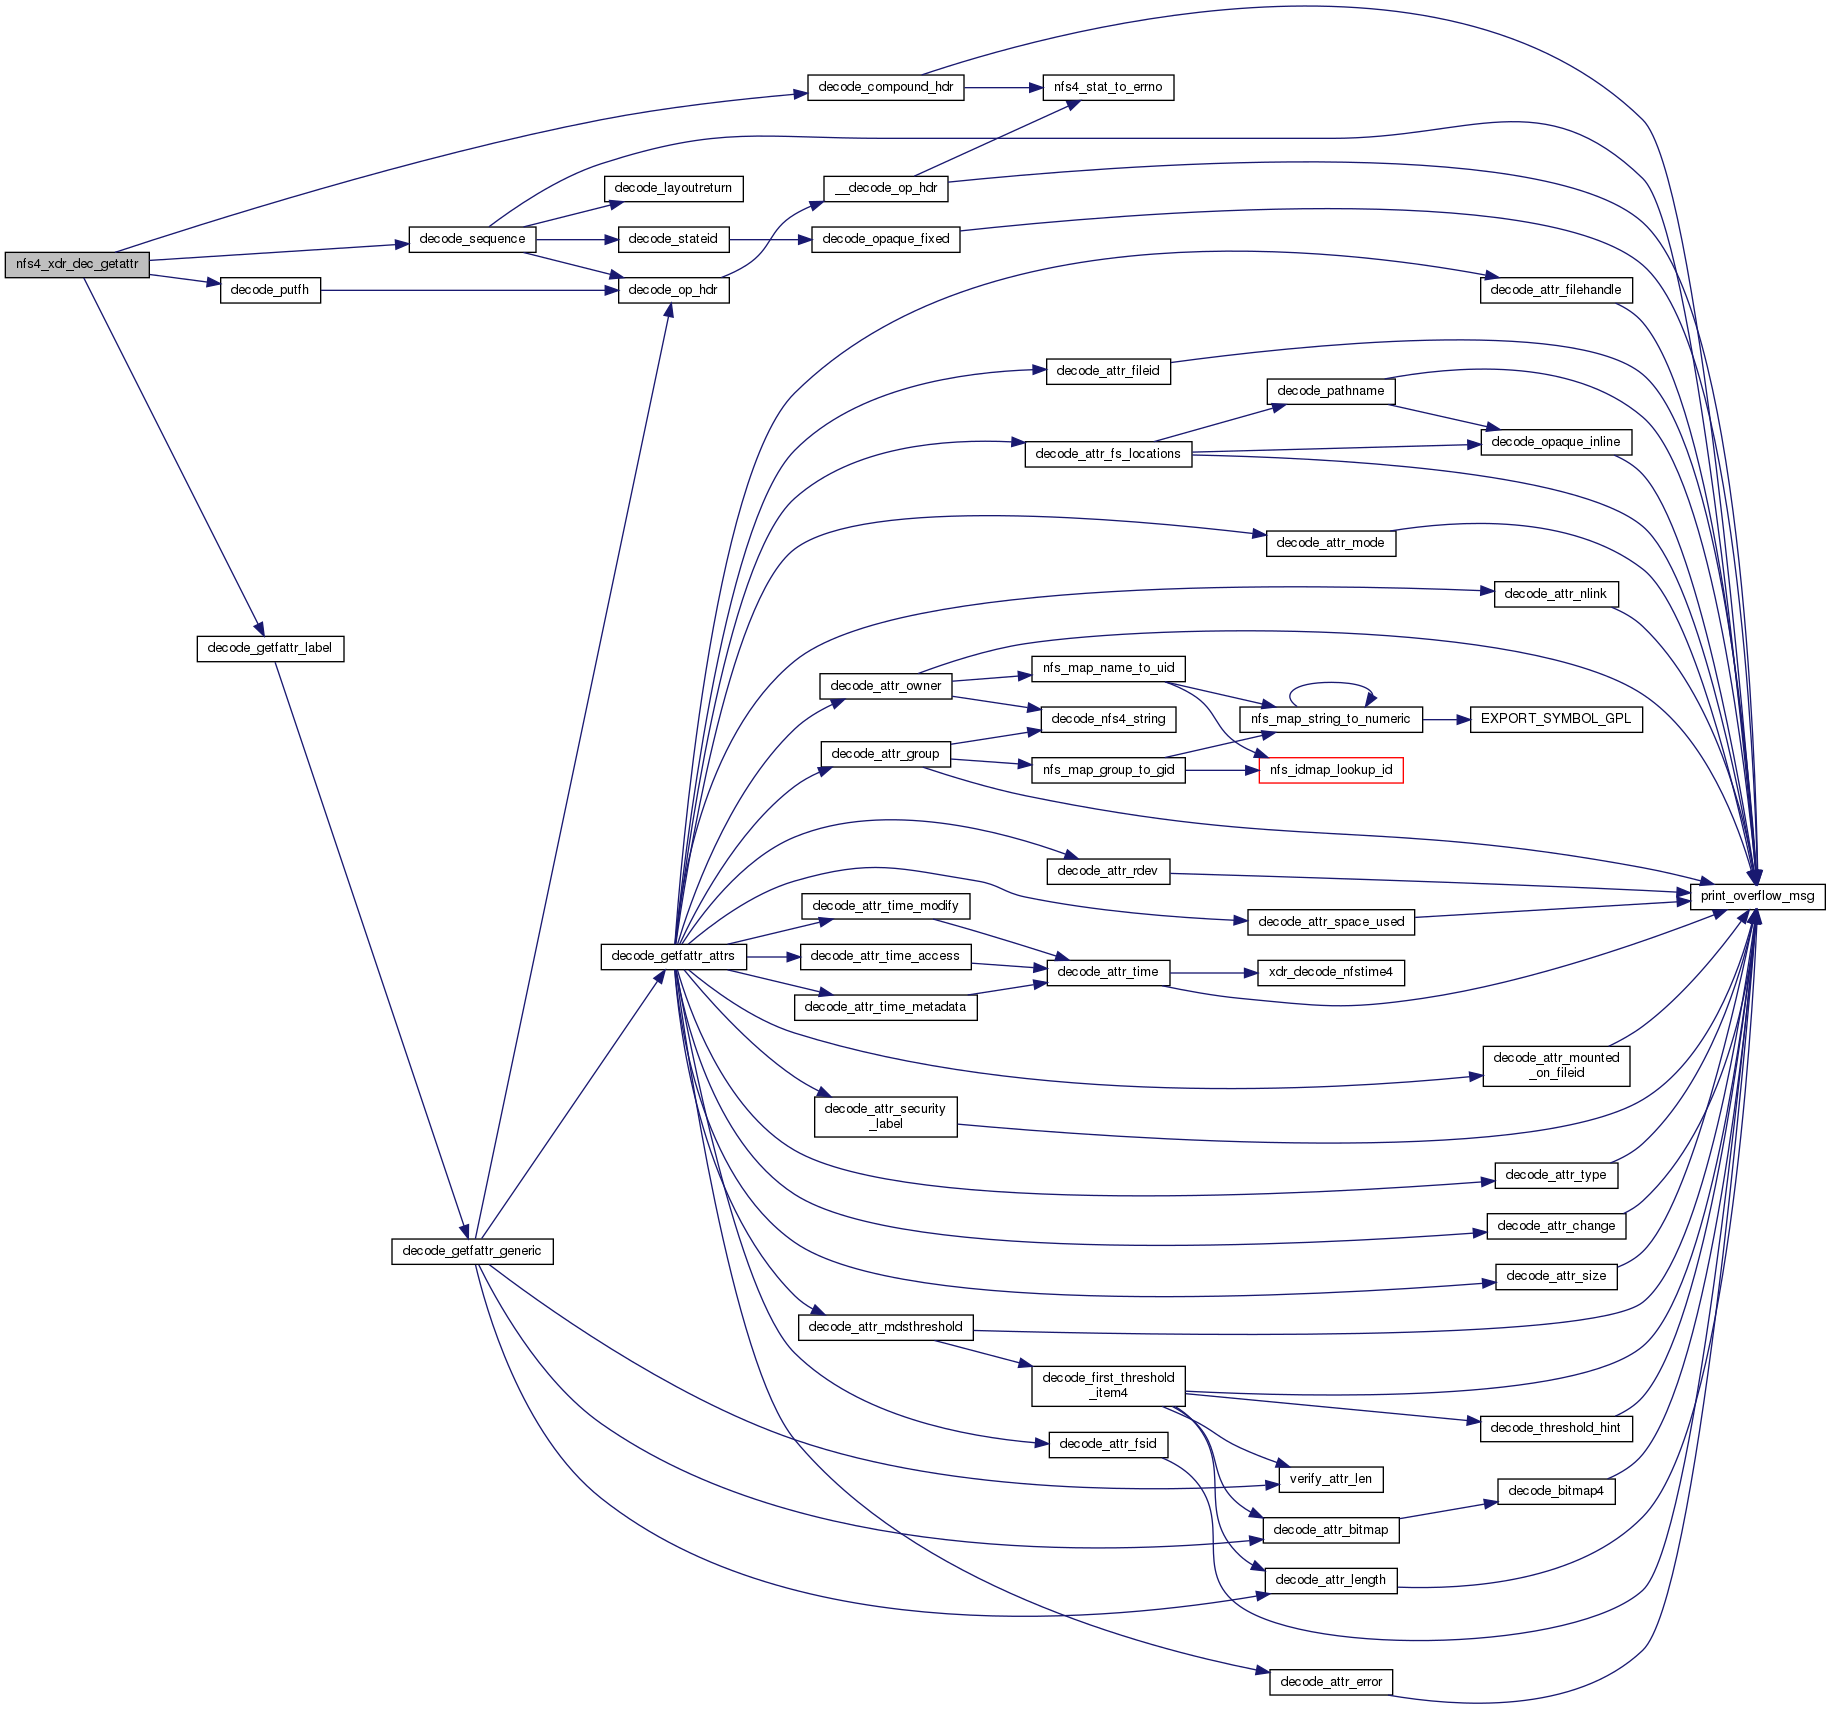 decode_compound_hdr
nfs4_stat_to_errno
decode_layoutreturn
__decode_op_hdr
decode_sequence
decode_stateid
decode_opaque_fixed
nfs4_xdr_dec_getattr
decode_putfh
decode_op_hdr
decode_attr_filehandle
decode_attr_fileid
decode_pathname
decode_attr_fs_locations
decode_opaque_inline
decode_attr_mode
decode_attr_nlink
decode_getfattr_label
nfs_map_name_to_uid
decode_attr_owner
decode_nfs4_string
nfs_map_string_to_numeric
EXPORT_SYMBOL_GPL
decode_attr_group
nfs_map_group_to_gid
nfs_idmap_lookup_id
decode_attr_rdev
print_overflow_msg
decode_attr_time_modify
decode_attr_space_used
decode_getfattr_attrs
decode_attr_time_access
decode_attr_time
xdr_decode_nfstime4
decode_attr_time_metadata
decode_attr_mounted
_on_fileid
decode_attr_security
_label
decode_attr_type
decode_attr_change
decode_getfattr_generic
decode_attr_size
decode_attr_mdsthreshold
decode_first_threshold
_item4
decode_threshold_hint
decode_attr_fsid
verify_attr_len
decode_bitmap4
decode_attr_bitmap
decode_attr_length
decode_attr_error